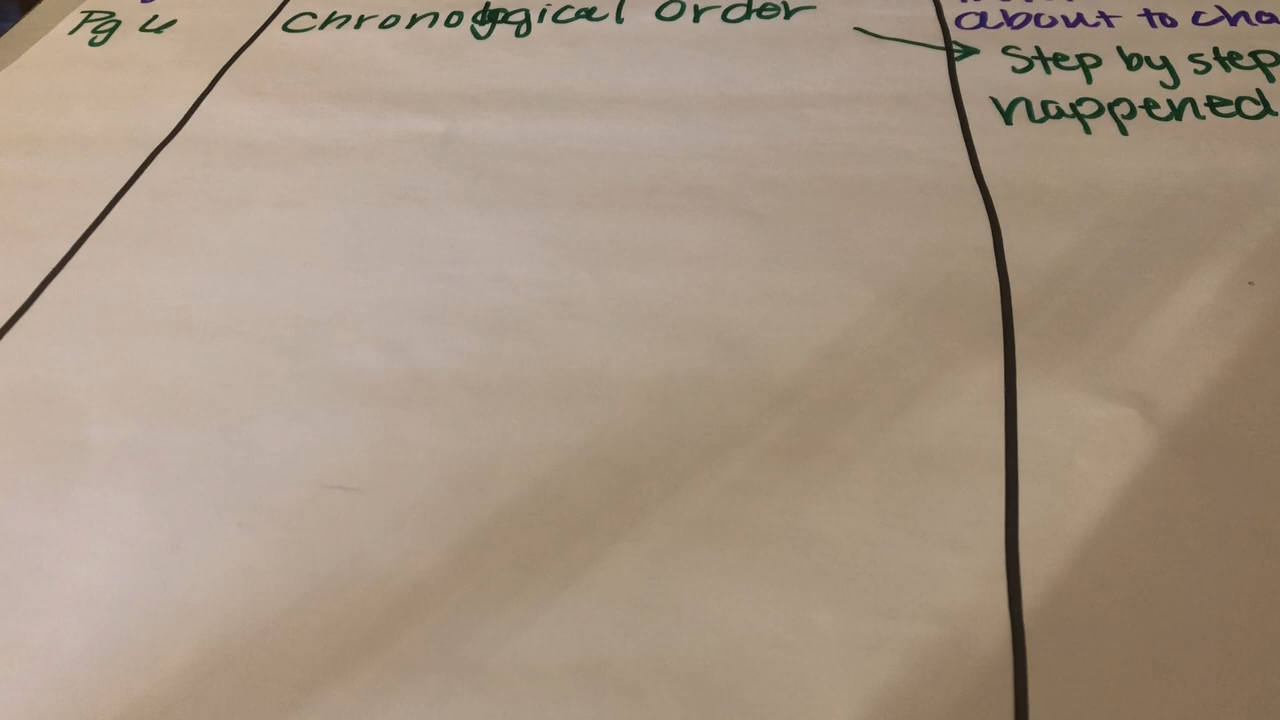 Pg 4
Chronological Order
about to cha
Step by step
happened